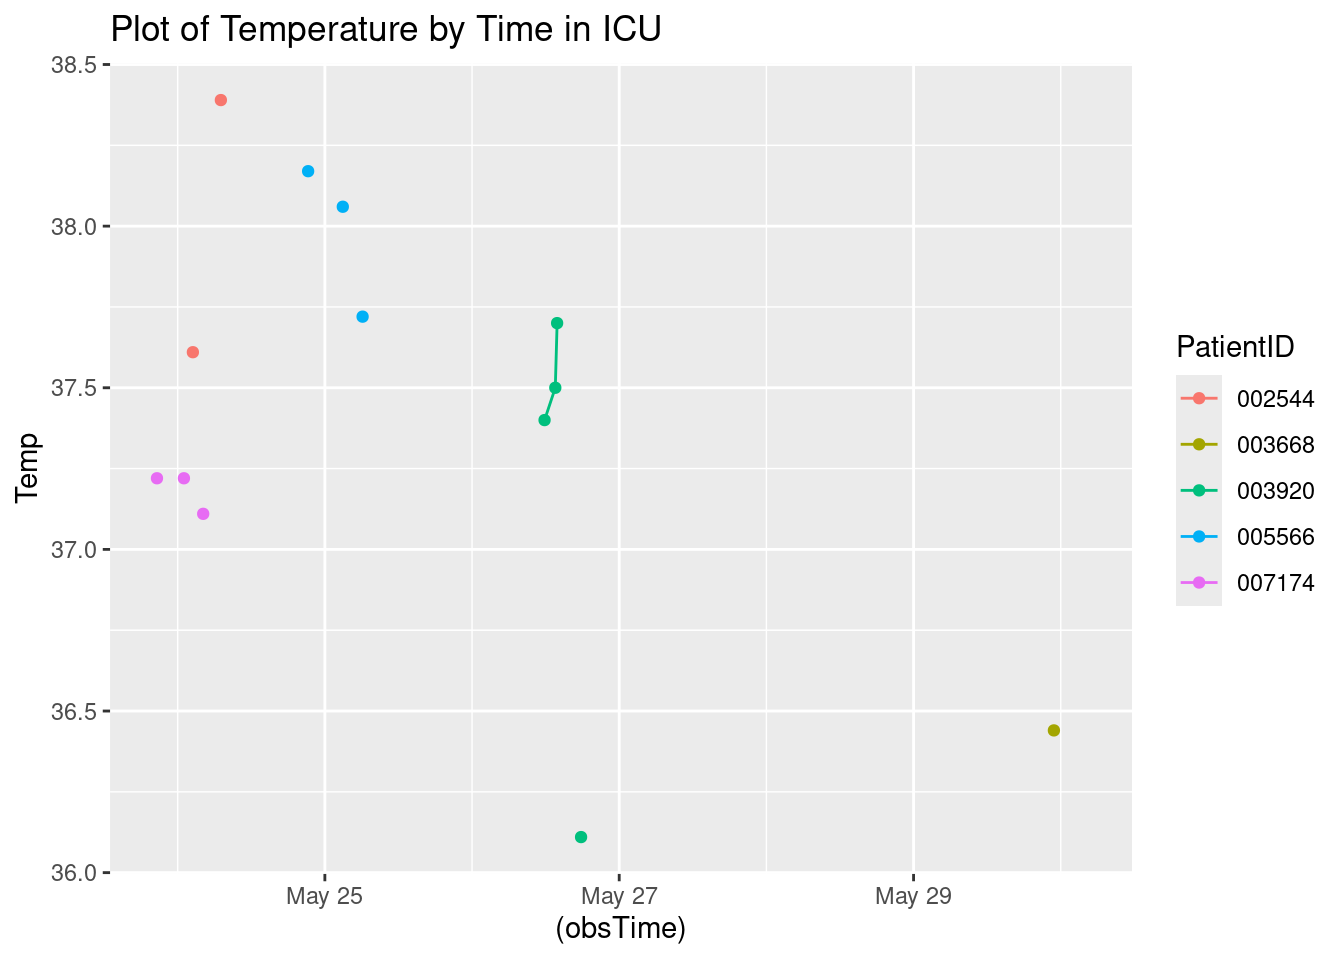 Plot of Temperature by Time in ICU
38.5
38.0
37.5
37.0
36.5
36.0
Temp
May 25
May 27
May 29
(obsTime)
PatientID
002544
003668
003920
005566
007174